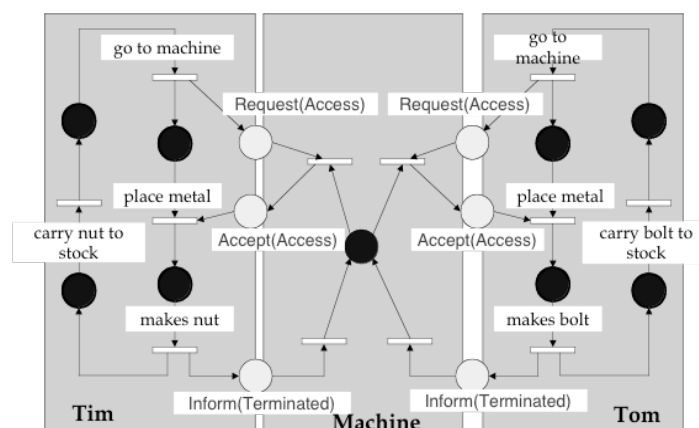 go to machine
go to
machine
Request(Access)
Request(Access)
place metal
place metal
carry nut to
stock
Accept(Access)
Accept(Access)
carry bolt to
stock
makes nut
makes bolt
Inform(Terminated)
Inform(Terminated)
Tim
Machine
Tom